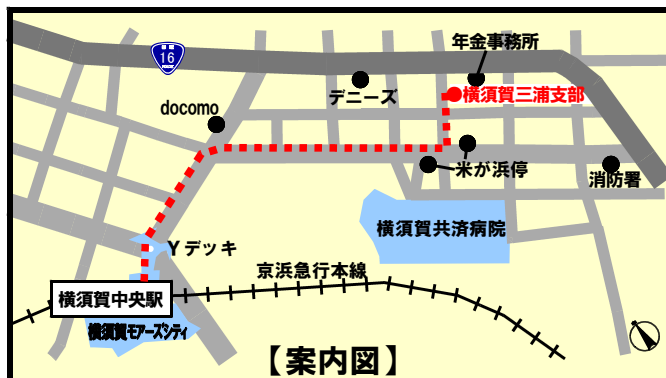 16
年金事務所
デニーズ
横須賀三浦支部
docomo
米が浜停
消防署
横須賀共済病院
Yデッキ
京浜急行本線
横須賀中央駅
横須賀モアーズシティ
【案内図】